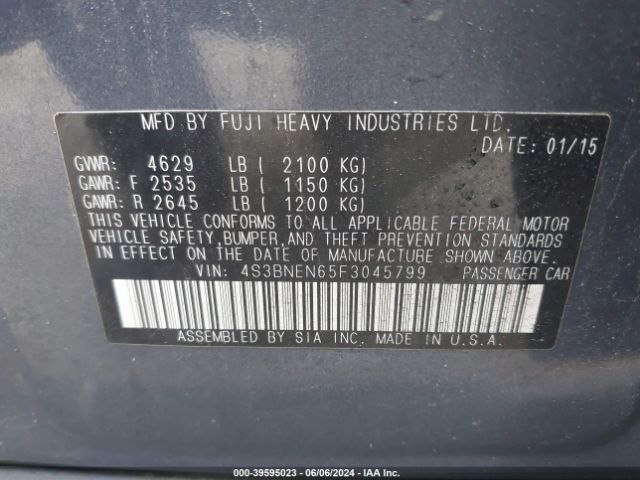 MFD BY FUJI HEAVY INDUSTRIES LTD.
DATE: 01/15
GVWR: 4629 LB ( 2100 KG)
GAWR: F 2535 LB ( 1150 KG)
GAWR: R 2645 LB ( 1200 KG)
THIS VEHICLE CONFORMS TO ALL APPLICABLE FEDERAL MOTOR
VEHICLE SAFETY, BUMPER, AND THEFT PREVENTION STANDARDS
IN EFFECT ON THE DATE OF MANUFACTURE SHOWN ABOVE.
VIN: 4S3BNEN65F3045799 PASSENGER CAR
ASSEMBLED BY SIA INC. MADE IN U.S.A.
000-39595023 - 06/06/2024 - IAA Inc.